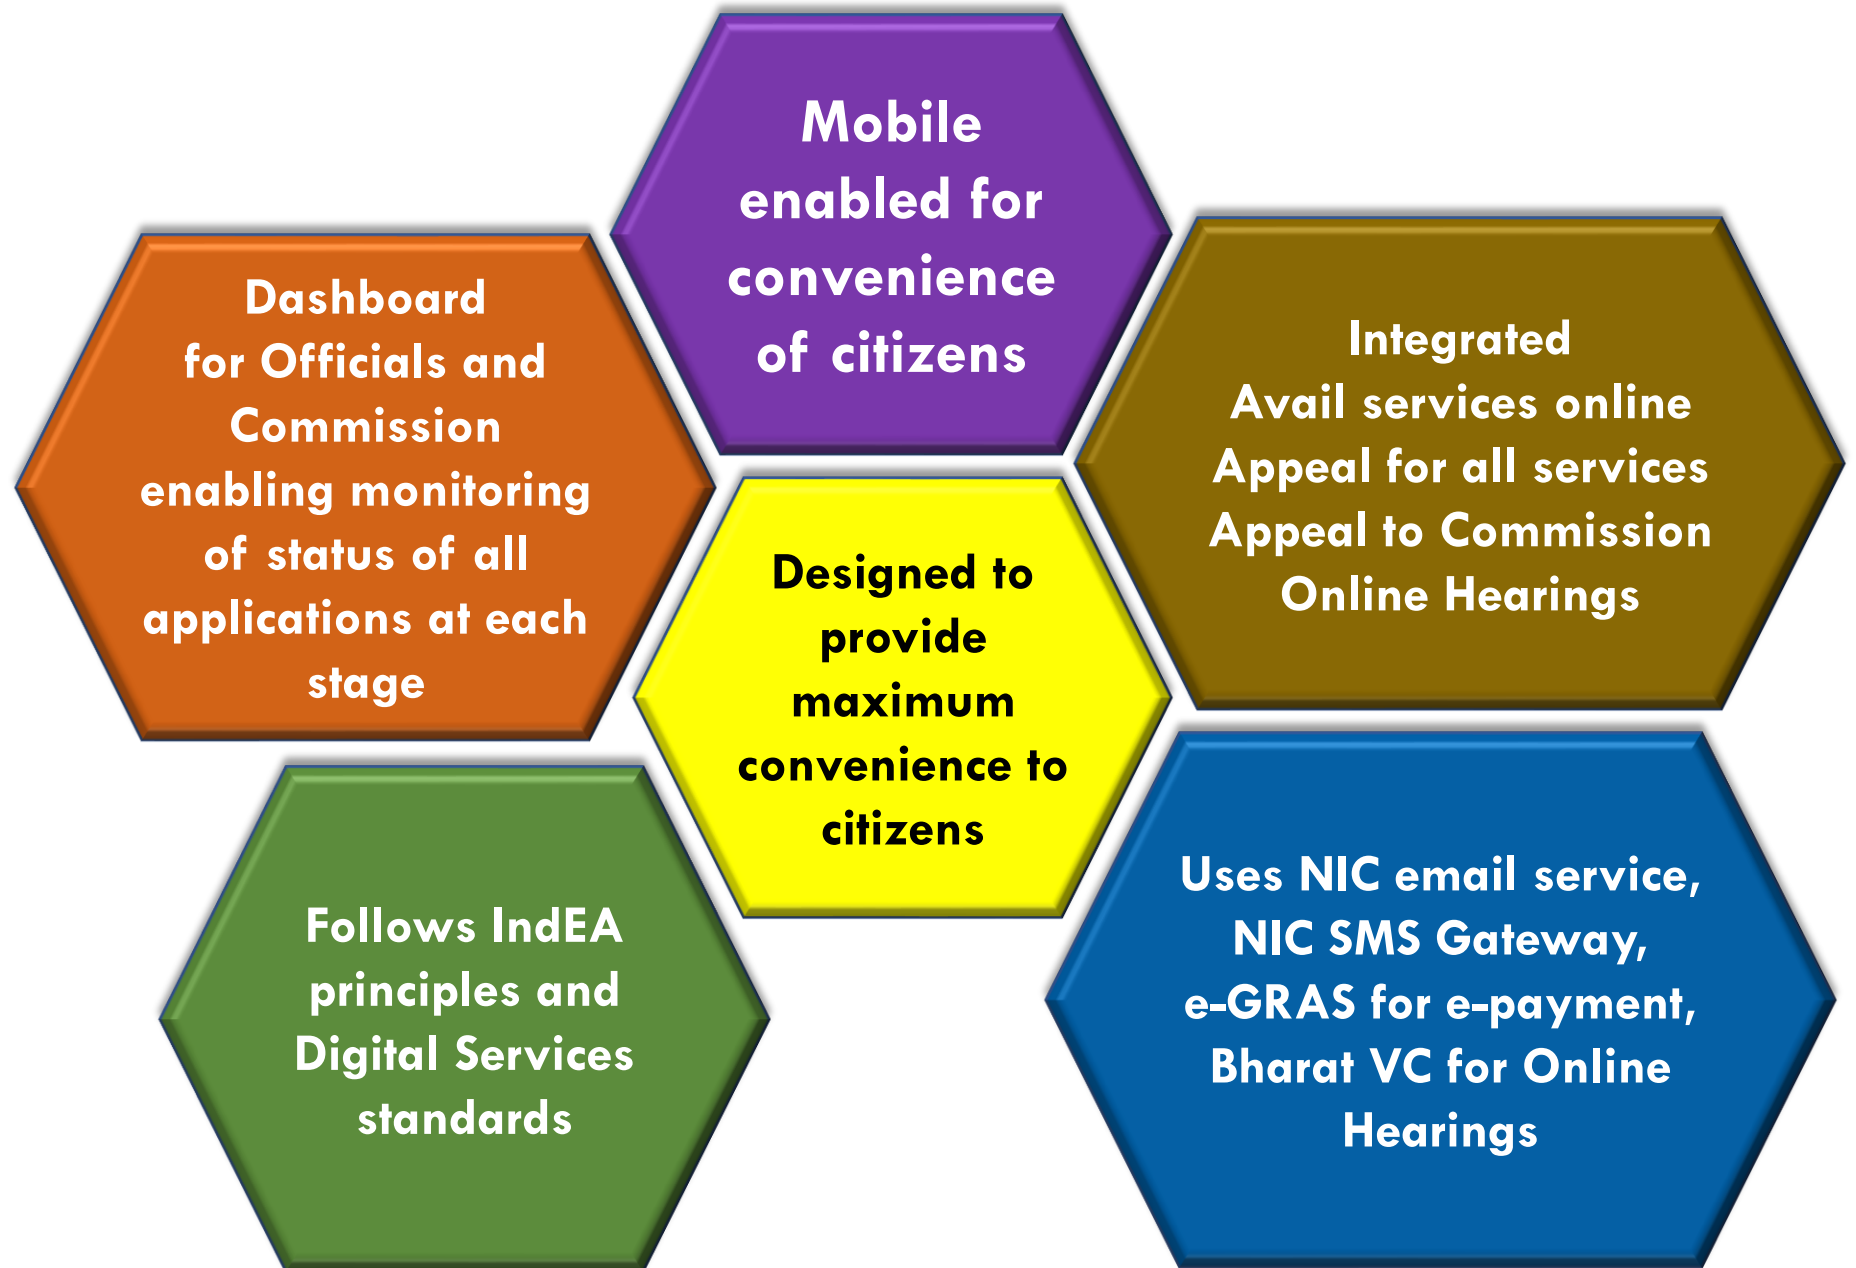 Mobile
enabled for
convenience
of citizens
Dashboard
for Officials and
Commission
enabling monitoring
of status of all
applications at each
stage
Integrated
Avail services online
Appeal for all services
Appeal to Commission
Online Hearings
Designed to
provide
maximum
convenience to
citizens
Follows IndEA
principles and
Digital Services
standards
Uses NIC email service,
NIC SMS Gateway,
e-GRAS for e-payment,
Bharat VC for Online
Hearings